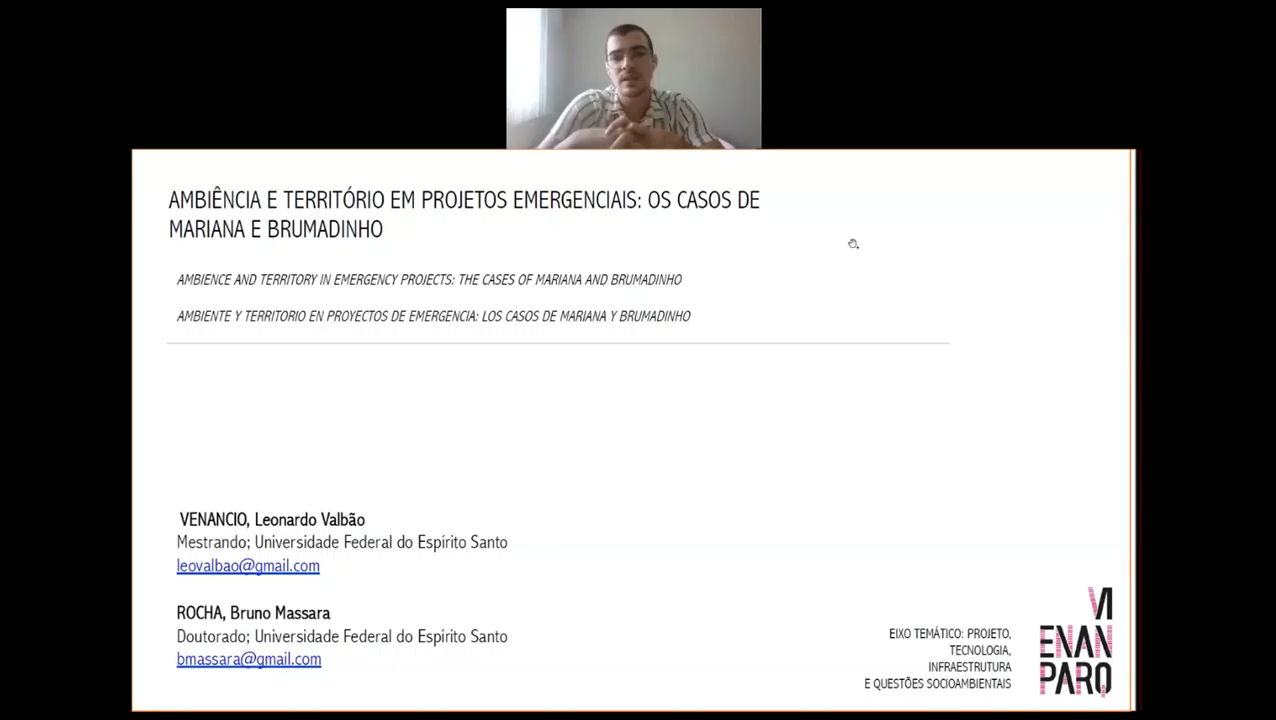 AMBIÊNCIA E TERRITÓRIO EM PROJETOS EMERGENCIAIS: OS CASOS DE
MARIANA E BRUMADINHO
AMBIENCE AND TERRITORY IN EMERGENCY PROJECTS: THE CASES OF MARIANA AND BRUMADINHO
AMBIENTE Y TERRITORIO EN PROYECTOS DE EMERGENCIA: LOS CASOS DE MARIANA Y BRUMADINHO
VENANCIO, Leonardo Valbão
Mestrando; Universidade Federal do Espírito Santo
leovalbao@gmail.com
ROCHA, Bruno Massara
Doutorado; Universidade Federal do Espírito Santo
bmassara@gmail.com
EIXO TEMÁTICO: PROJETO,
TECNOLOGIA,
INFRAESTRUTURA
E QUESTÕES SOCIOAMBIENTAIS
VI
ENAN
PARQ